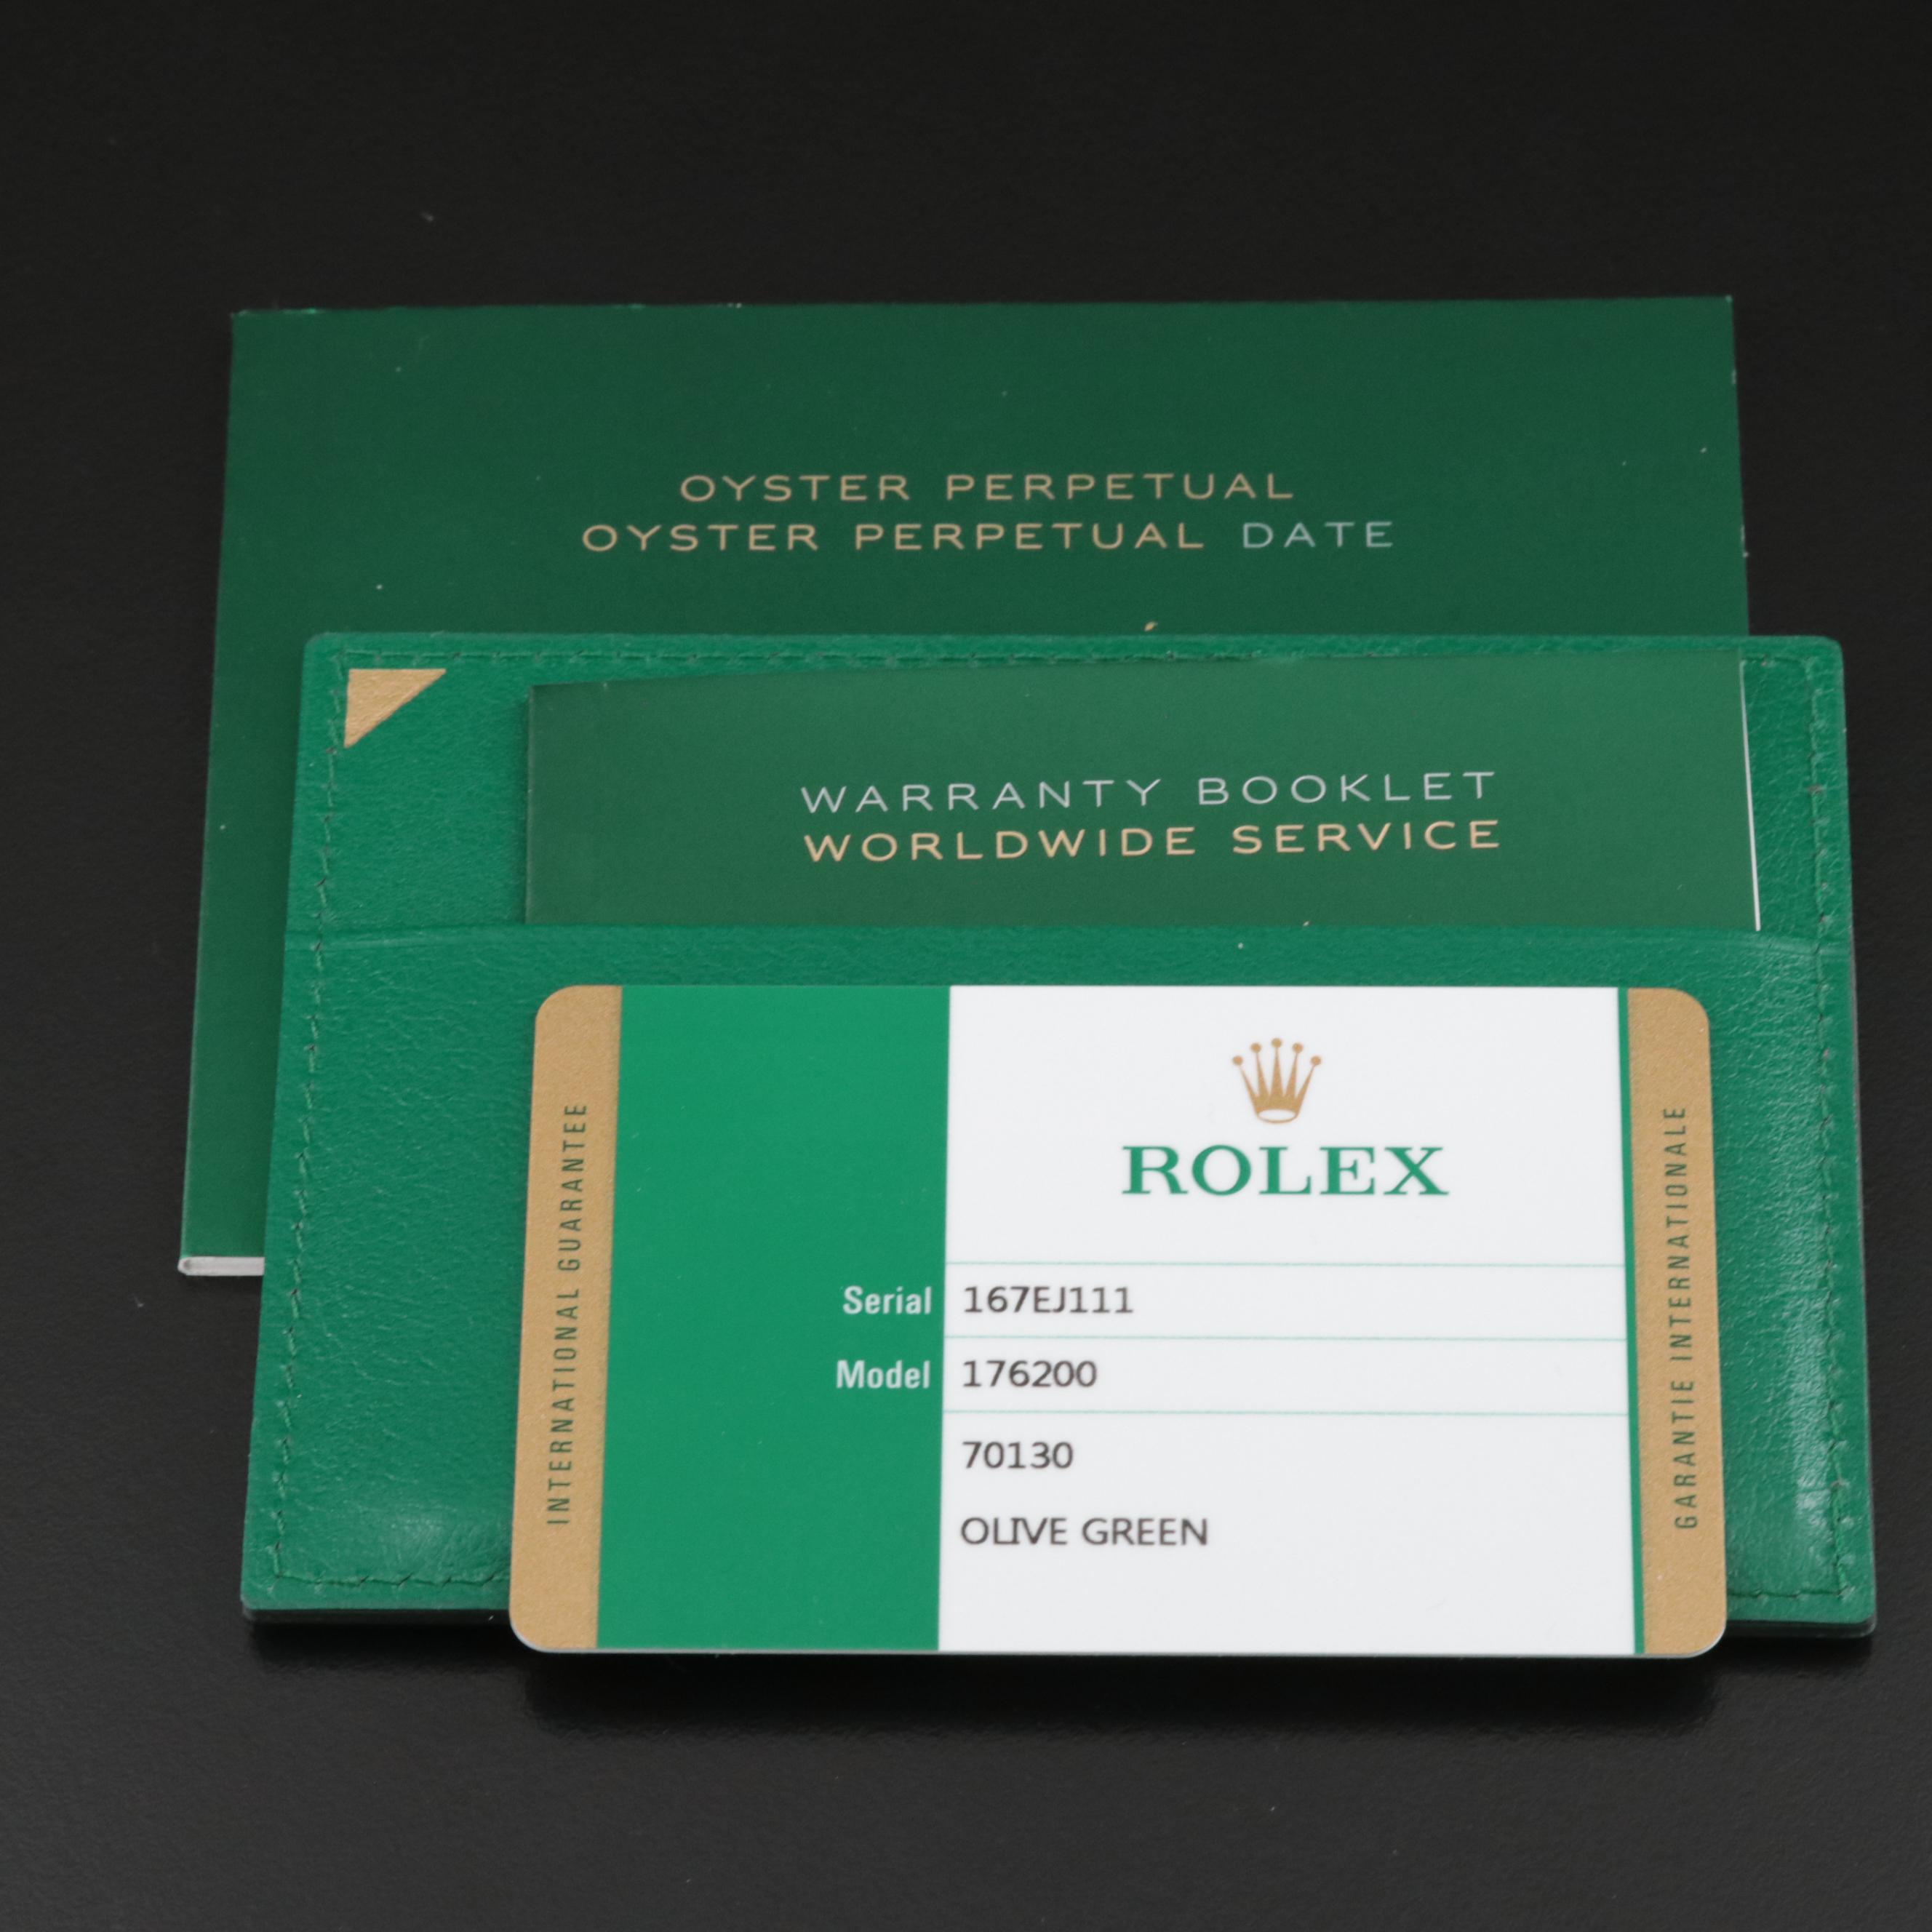 OYSTER PERPETUAL
OYSTER PERPETUAL DATE
WARRANTY BOOKLET
WORLDWIDE SERVICE
INTERNATIONAL GUARANTEE
ROLEX
Serial 167EJ111
Model 176200
70130
OLIVE GREEN
GARANTIE INTERNATIONALE